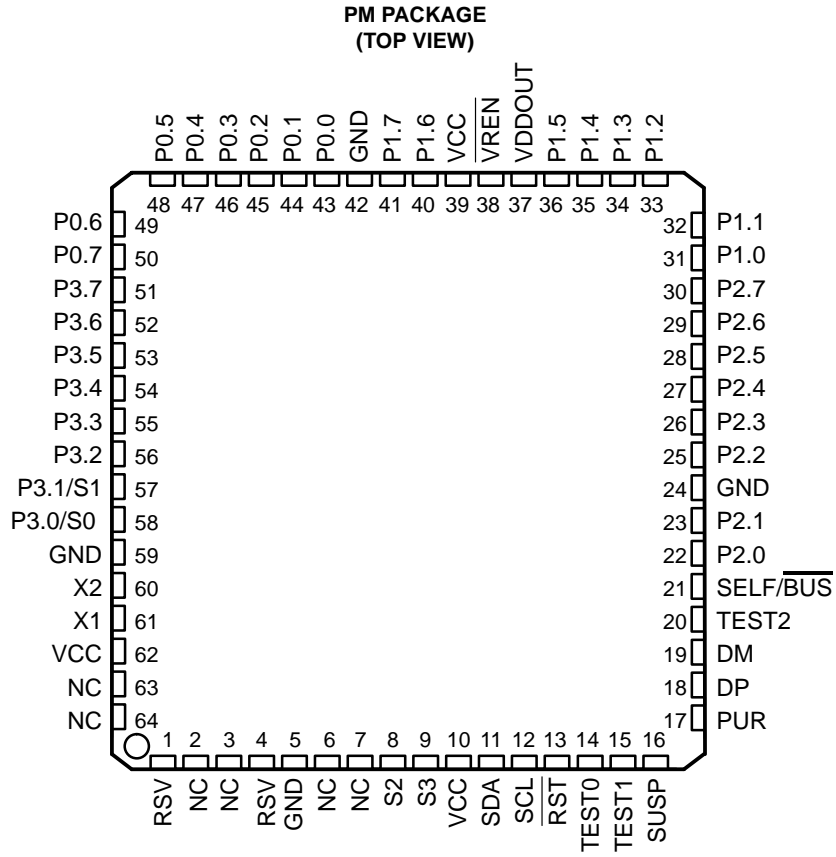 PM PACKAGE
(TOP VIEW)
P0.5 P0.4 P0.3 P0.2 P0.1 P0.0 GND P1.7 P1.6 VCC VREN VDDOUT P1.5 P1.4 P1.3 P1.2
48 47 46 45 44 43 42 41 40 39 38 37 36 35 34 33
P0.6 49 32 P1.1
P0.7 50 31 P1.0
P3.7 51 30 P2.7
P3.6 52 29 P2.6
P3.5 53 28 P2.5
P3.4 54 27 P2.4
P3.3 55 26 P2.3
P3.2 56 25 P2.2
P3.1/S1 57 24 GND
P3.0/S0 58 23 P2.1
GND 59 22 P2.0
X2 60 21 SELF/BUS
X1 61 20 TEST2
VCC 62 19 DM
NC 63 18 DP
NC 64 17 PUR
1 2 3 4 5 6 7 8 9 10 11 12 13 14 15 16
RSV NC NC RSV GND NC NC S2 S3 VCC SDA SCL RST TEST0 TEST1 SUSP